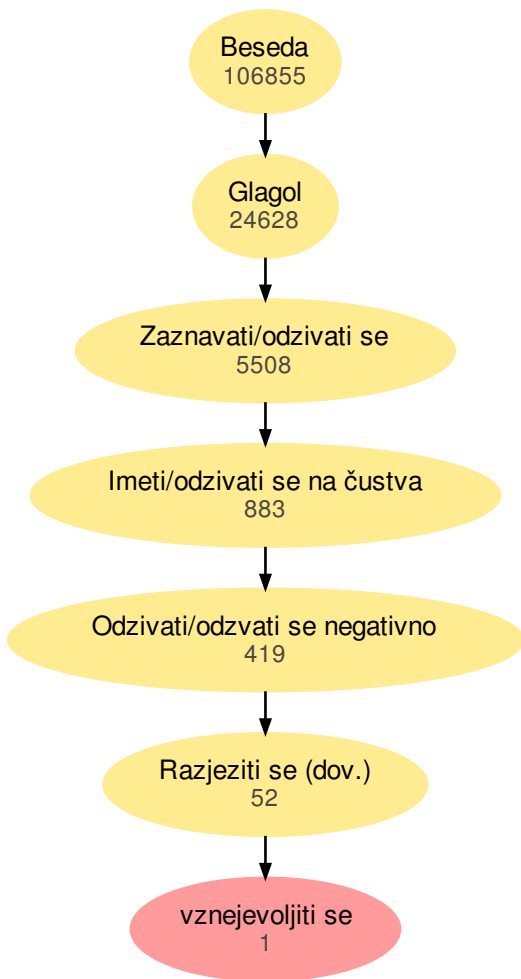 Beseda
106855
Glagol
24628
Zaznavati/odzivati se
5508
Imeti/odzivati se na čustva
883
Odzivati/odzvati se negativno
419
Razjeziti se (dov.)
52
vznejevoljiti se
1